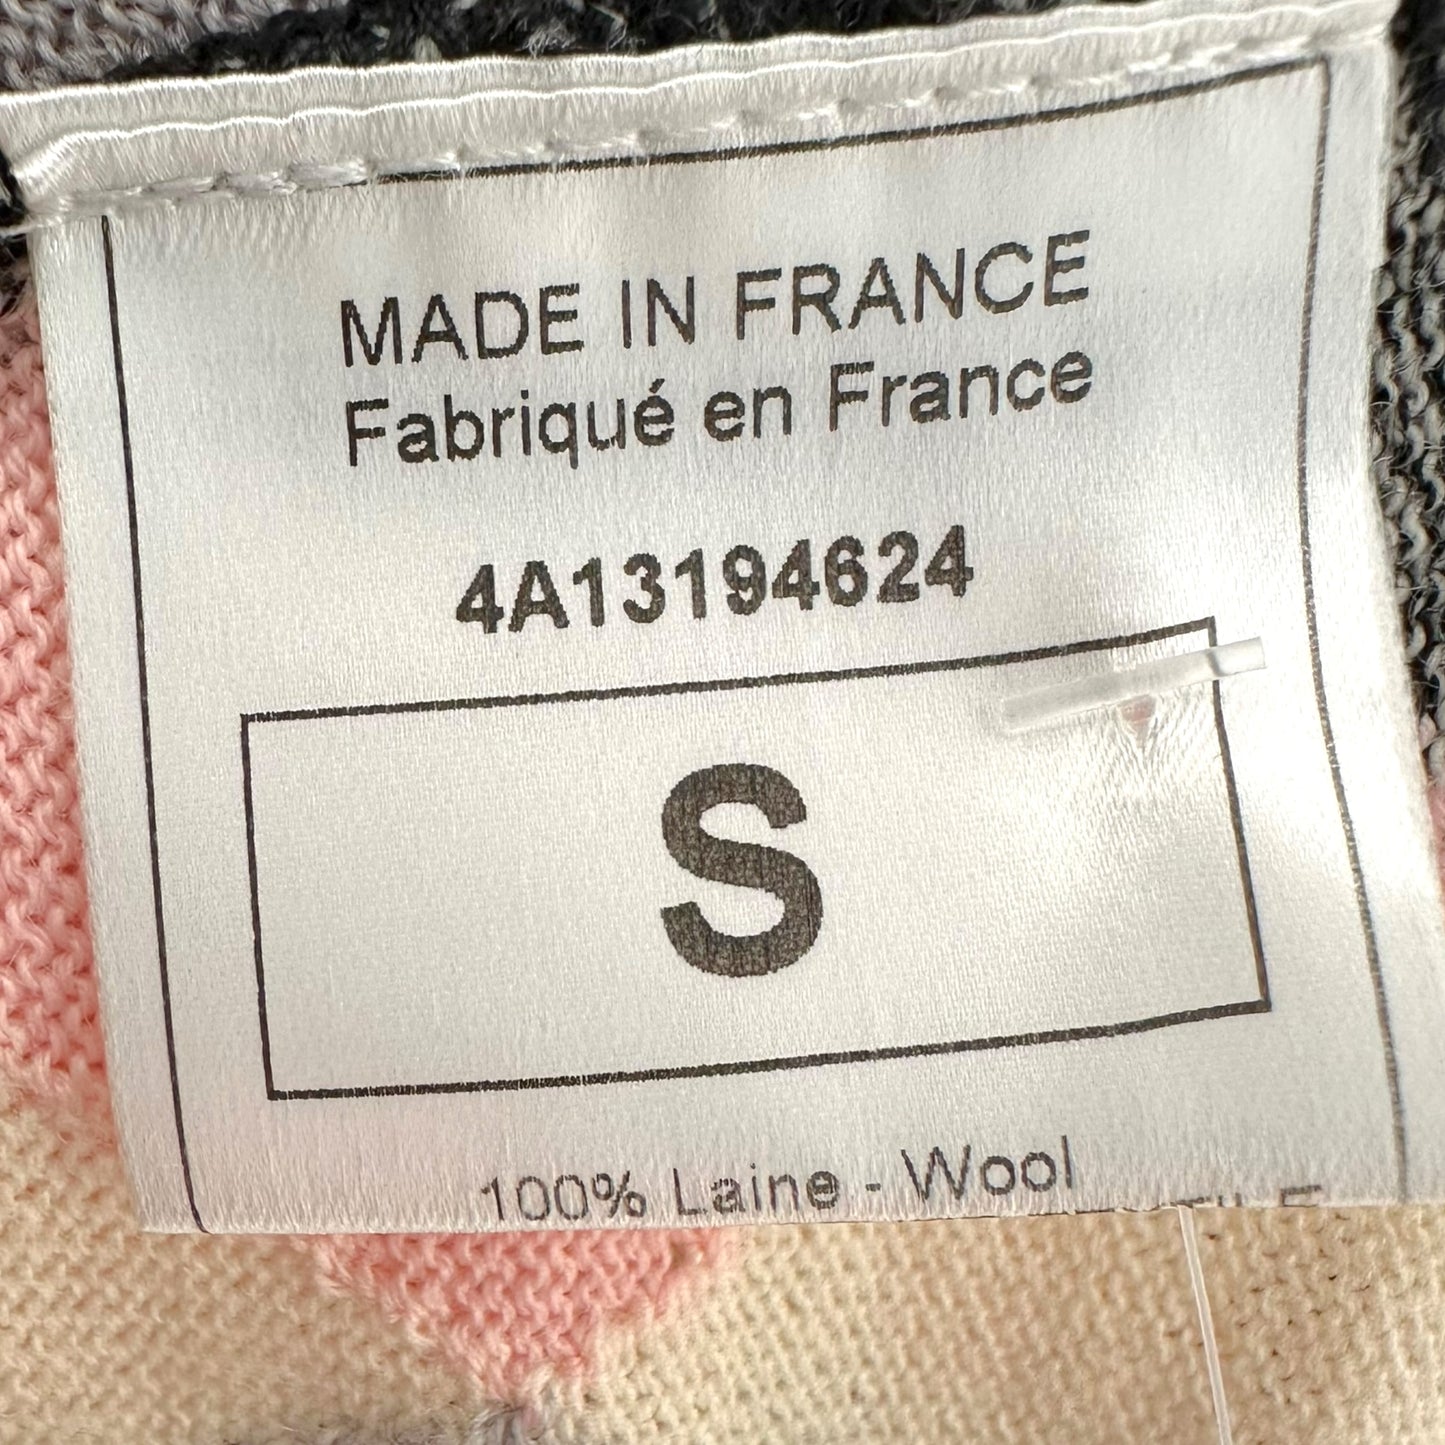 MADE IN FRANCE
Fabriqué en France
4A13194624
S
100% Laine - Wool